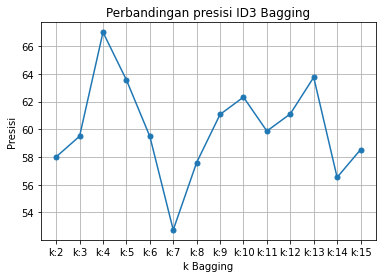 Perbandingan presisi ID3 Bagging
Presisi
66
64
62
60
58
56
54
k:2 k:3 k:4 k:5 k:6 k:7 k:8 k:9 k:10 k:11 k:12 k:13 k:14 k:15
k Bagging